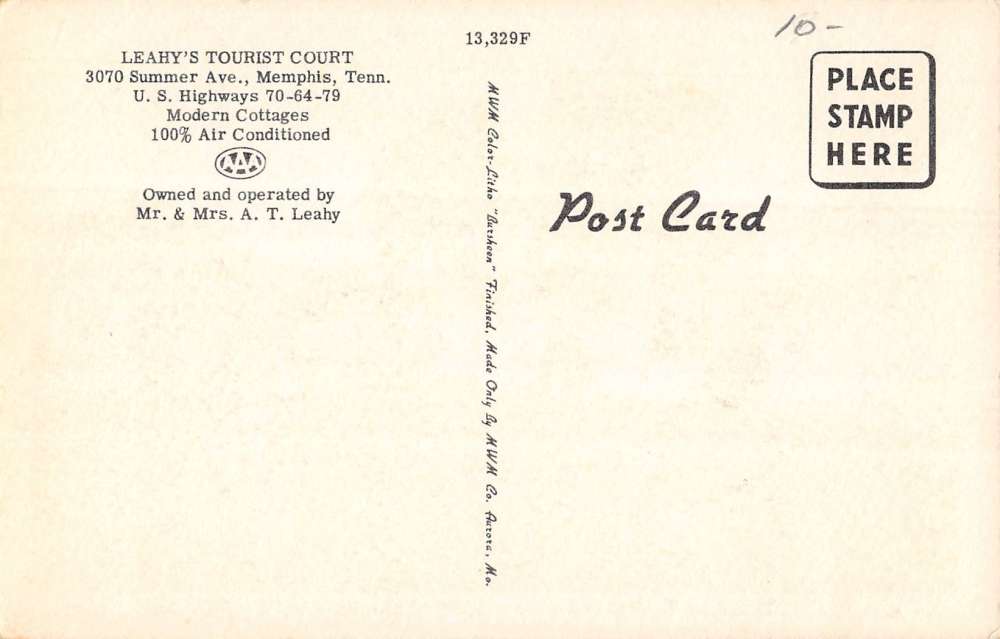 13,329F
10-
LEAHY'S TOURIST COURT
3070 Summer Ave., Memphis, Tenn.
U. S. Highways 70-64-79
Modern Cottages
100% Air Conditioned
AAA
Owned and operated by
Mr. & Mrs. A. T. Leahy
MWM Color-Litho "Bursheen" Finished, Made Only By MWM Co. Aurora, Mo.
PLACE
STAMP
HERE
Post Card